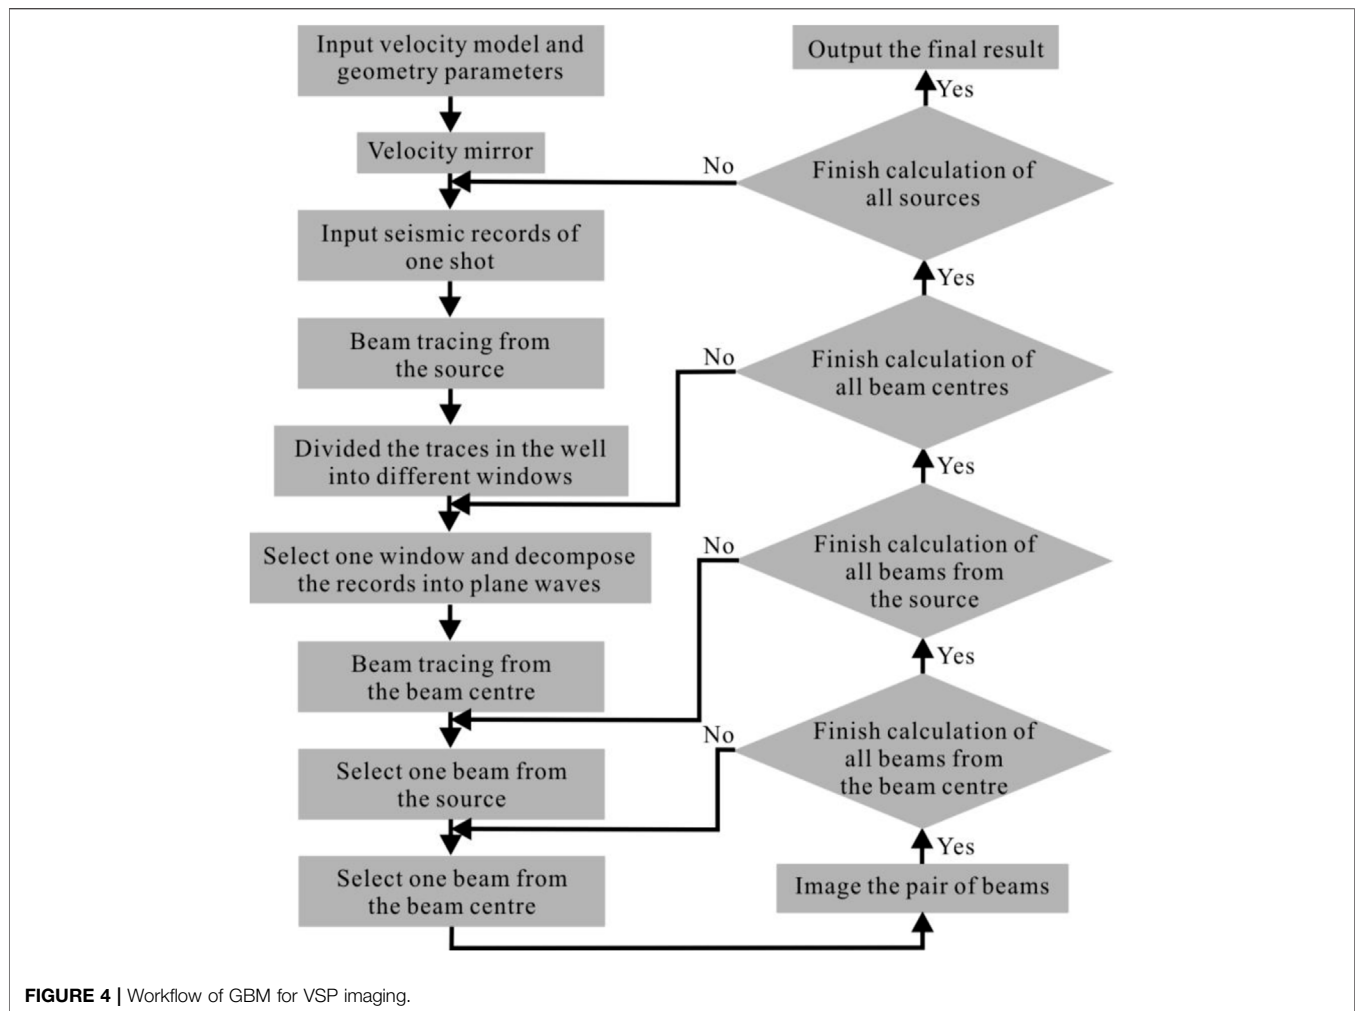 Input velocity model and
geometry parameters
Velocity mirror
Input seismic records of
one shot
Beam tracing from
the source
Divided the traces in the well
into different windows
Select one window and decompose
the records into plane waves
Beam tracing from
the beam centre
Select one beam from
the source
Select one beam from
the beam centre
Image the pair of beams
Yes
Finish calculation of
all beams from
the beam centre
No
Yes
Finish calculation of
all beams from
the source
No
Yes
Finish calculation of
all beam centres
No
Yes
Finish calculation of
all sources
No
Yes
Output the final result
FIGURE 4 | Workflow of GBM for VSP imaging.